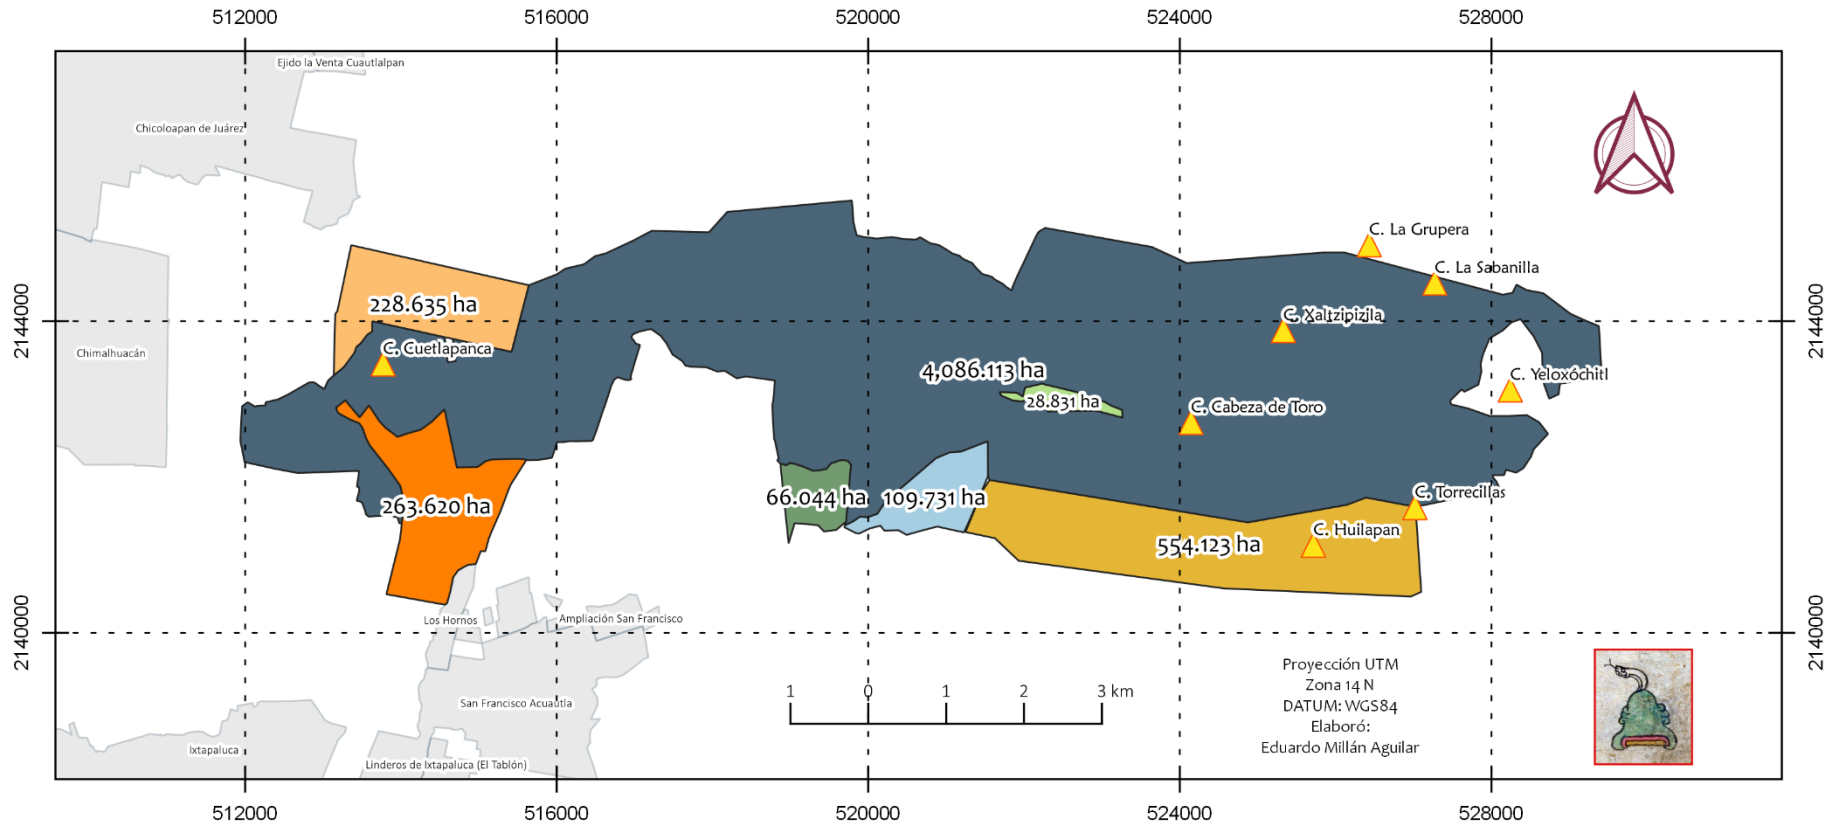 512000
516000
520000
524000
528000
Ejido la Venta Cuautlalpan
Chicoloapan de Juárez
C. La Grupera
C. La Sabanilla
2144000
228.635 ha
C. Xaltzipizila
2144000
Chimalhuacán
C. Cuetlapanca
4,086.113 ha
C. Yeloxóchitl
28.831 ha
C. Cabeza de Toro
263.620 ha
66.044 ha
109.731 ha
C. Torrecillas
C. Huilapan
554.123 ha
2140000
Los Hornos
Ampliación San Francisco
2140000
San Francisco Acuautla
1 0 1 2 3 km
Proyección UTM
Zona 14 N
DATUM: WGS84
Elaboró:
Eduardo Millán Aguilar
Ixtapaluca
Linderos de Ixtapaluca (El Tablón)
512000
516000
520000
524000
528000